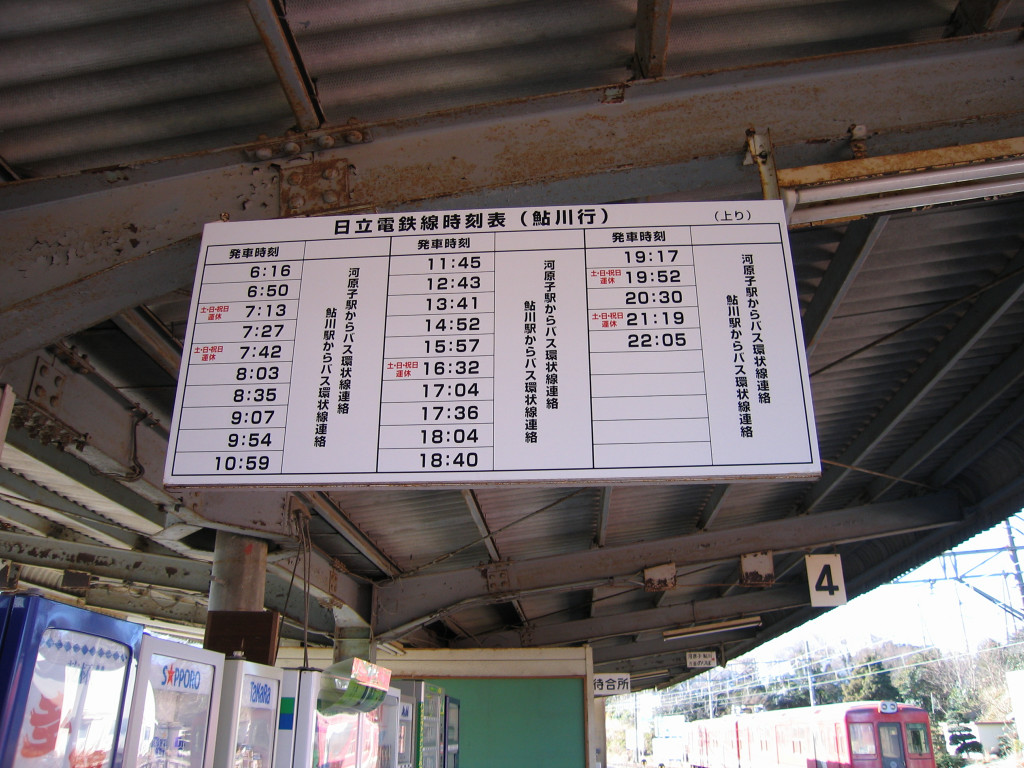 日立電鉄線時刻表（鮎川行）
（上り）
発車時刻
6:16
6:50
土・日・祝日
運休
7:13
7:27
土・日・祝日
運休
7:42
8:03
8:35
9:07
9:54
10:59
河原子駅からバス環状線連絡
鮎川駅からバス環状線連絡
発車時刻
11:45
12:43
13:41
14:52
15:57
土・日・祝日
運休
16:32
17:04
17:36
18:04
18:40
河原子駅からバス環状線連絡
鮎川駅からバス環状線連絡
発車時刻
19:17
土・日・祝日
運休
19:52
20:30
土・日・祝日
運休
21:19
22:05
河原子駅からバス環状線連絡
鮎川駅からバス環状線連絡
4
待合所
SAPPORO
TaKaRa